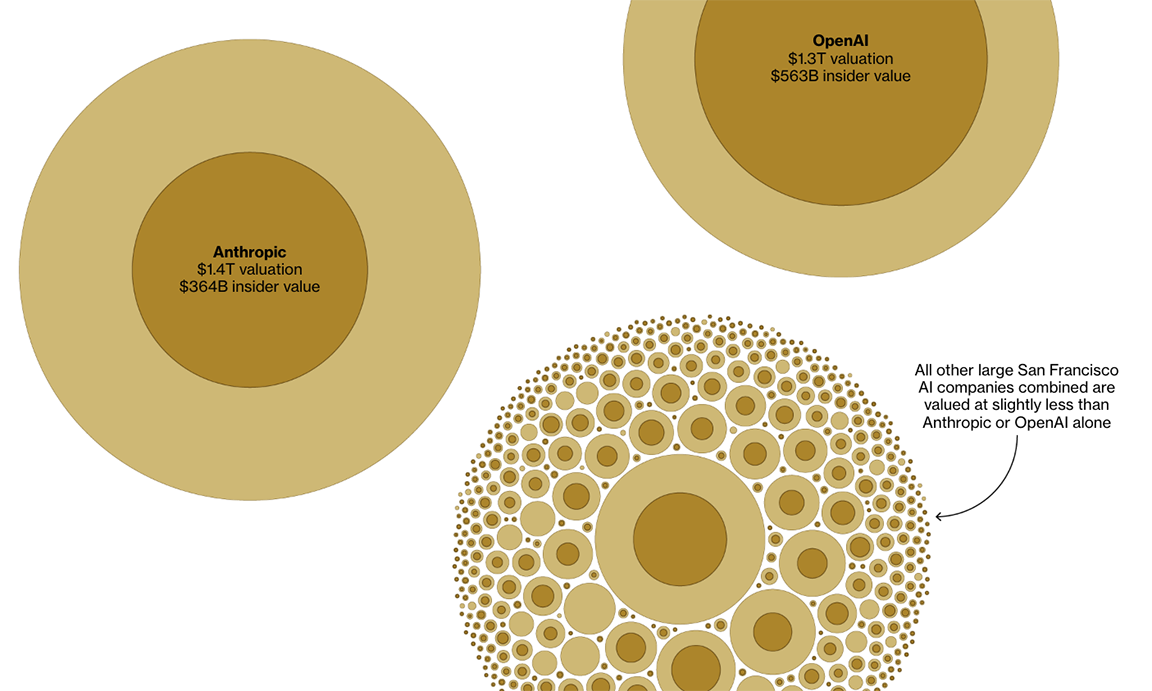 OpenAI
$1.3T valuation
$563B insider value
Anthropic
$1.4T valuation
$364B insider value
All other large San Francisco
AI companies combined are
valued at slightly less than
Anthropic or OpenAI alone